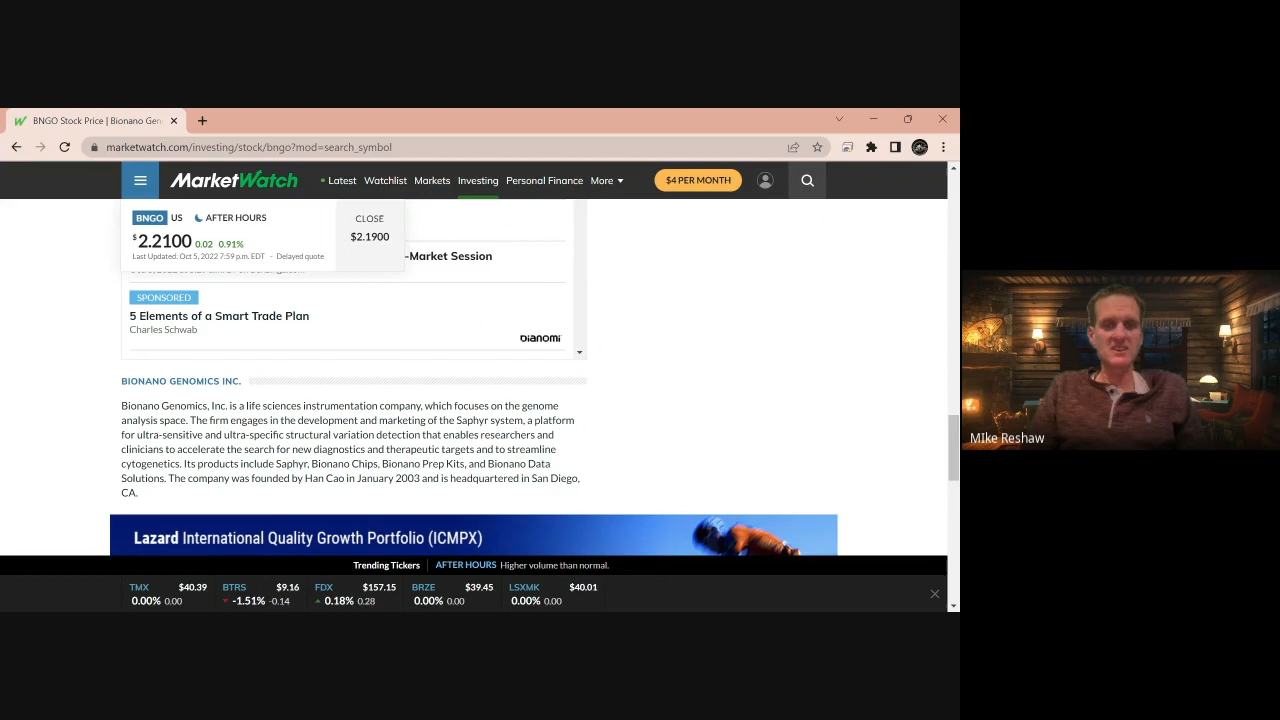 BNGO Stock Price | Bionano Gen
marketwatch.com/investing/stock/bngo?mod=search_symbol
MarketWatch
Latest Watchlist Markets Investing Personal Finance More
$4 PER MONTH
BNGO US AFTER HOURS
$2.2100 0.02 0.91%
Last Updated: Oct 5, 2022 7:59 p.m. EDT - Delayed quote
CLOSE
$2.1900
-Market Session
SPONSORED
5 Elements of a Smart Trade Plan
Charles Schwab
bianomi
BIONANO GENOMICS INC.
Bionano Genomics, Inc. is a life sciences instrumentation company, which focuses on the genome
analysis space. The firm engages in the development and marketing of the Saphyr system, a platform
for ultra-sensitive and ultra-specific structural variation detection that enables researchers and
clinicians to accelerate the search for new diagnostics and therapeutic targets and to streamline
cytogenetics. Its products include Saphyr, Bionano Chips, Bionano Prep Kits, and Bionano Data
Solutions. The company was founded by Han Cao in January 2003 and is headquartered in San Diego,
CA.
Lazard International Quality Growth Portfolio (ICMPX)
Trending Tickers AFTER HOURS Higher volume than normal.
TMX $40.39 BTRS $9.16 FDX $157.15 BRZE $39.45 LSXMK $40.01
0.00% 0.00 -1.51% -0.14 0.18% 0.28 0.00% 0.00 0.00% 0.00
MIke Reshaw